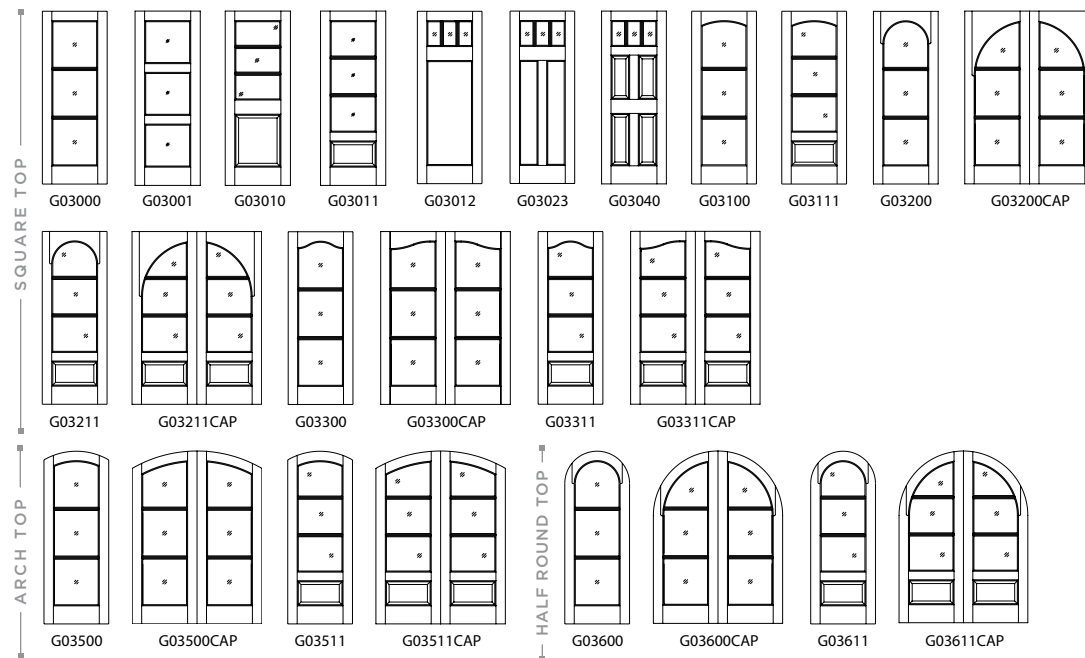 SQUARE TOP
G03000 G03001 G03010 G03011 G03012 G03023 G03040 G03100 G03111 G03200 G03200CAP
G03211 G03211CAP G03300 G03300CAP G03311 G03311CAP
ARCH TOP
G03500 G03500CAP G03511 G03511CAP
HALF ROUND TOP
G03600 G03600CAP G03611 G03611CAP